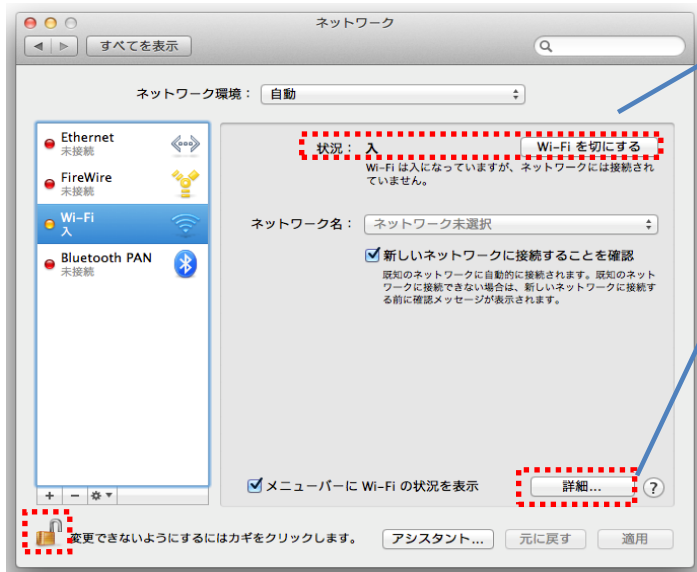 ネットワーク
すべてを表示
ネットワーク環境： 自動
Ethernet
未接続
FireWire
未接続
Wi-Fi
入
Bluetooth PAN
未接続
状況： 入 Wi-Fi を切にする
Wi-Fi は入になっていますが、ネットワークには接続され
ていません。
ネットワーク名： ネットワーク未選択
新しいネットワークに接続することを確認
既知のネットワークに自動的に接続されます。既知のネット
ワークに接続できない場合は、新しいネットワークに接続す
る前に確認メッセージが表示されます。
メニューバーに Wi-Fi の状況を表示 詳細... ?
変更できないようにするにはカギをクリックします。 アシスタント... 元に戻す 適用